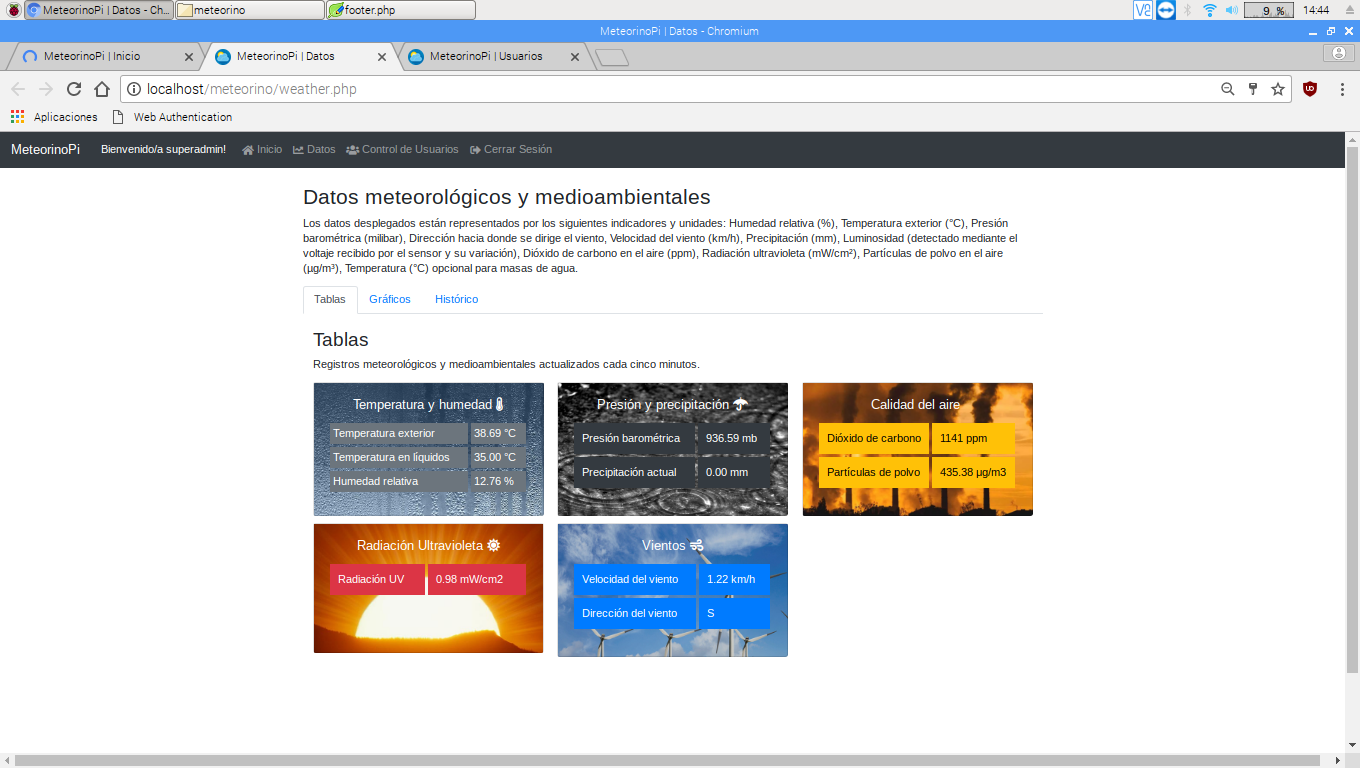 MeteorinoPi | Datos - Ch...
meteorino
footer.php
9 %
14:44
MeteorinoPi | Datos - Chromium
MeteorinoPi | Inicio
MeteorinoPi | Datos
MeteorinoPi | Usuarios
localhost/meteorino/weather.php
Aplicaciones
Web Authentication
MeteorinoPi
Bienvenido/a superadmin!
Inicio
Datos
Control de Usuarios
Cerrar Sesión
Datos meteorológicos y medioambientales
Los datos desplegados están representados por los siguientes indicadores y unidades: Humedad relativa (%), Temperatura exterior (°C), Presión
barométrica (milibar), Dirección hacia donde se dirige el viento, Velocidad del viento (km/h), Precipitación (mm), Luminosidad (detectado mediante el
voltaje recibido por el sensor y su variación), Dióxido de carbono en el aire (ppm), Radiación ultravioleta (mW/cm²), Partículas de polvo en el aire
(µg/m³), Temperatura (°C) opcional para masas de agua.
Tablas
Gráficos
Histórico
Tablas
Registros meteorológicos y medioambientales actualizados cada cinco minutos.
Temperatura y humedad
Temperatura exterior 38.69 °C
Temperatura en liquidos 35.00 °C
Humedad relativa 12.76 %
Presión y precipitación
Presión barométrica 936.59 mb
Precipitación actual 0.00 mm
Calidad del aire
Dióxido de carbono 1141 ppm
Partículas de polvo 435.38 µg/m3
Radiación Ultravioleta
Radiación UV 0.98 mW/cm2
Vientos
Velocidad del viento 1.22 km/h
Dirección del viento S